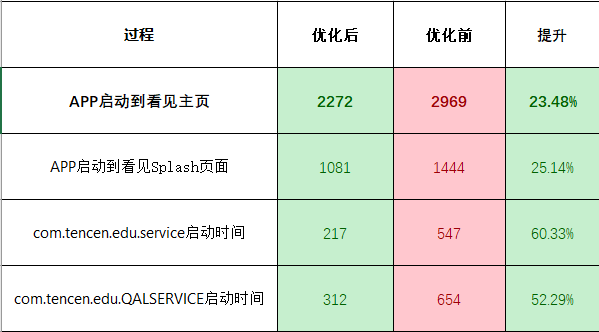 过程 优化后 优化前 提升
APP启动到看见主页 2272 2969 23.48%
APP启动到看见Splash页面 1081 1444 25.14%
com.tencen.edu.service启动时间 217 547 60.33%
com.tencen.edu.QALSERVICE启动时间 312 654 52.29%